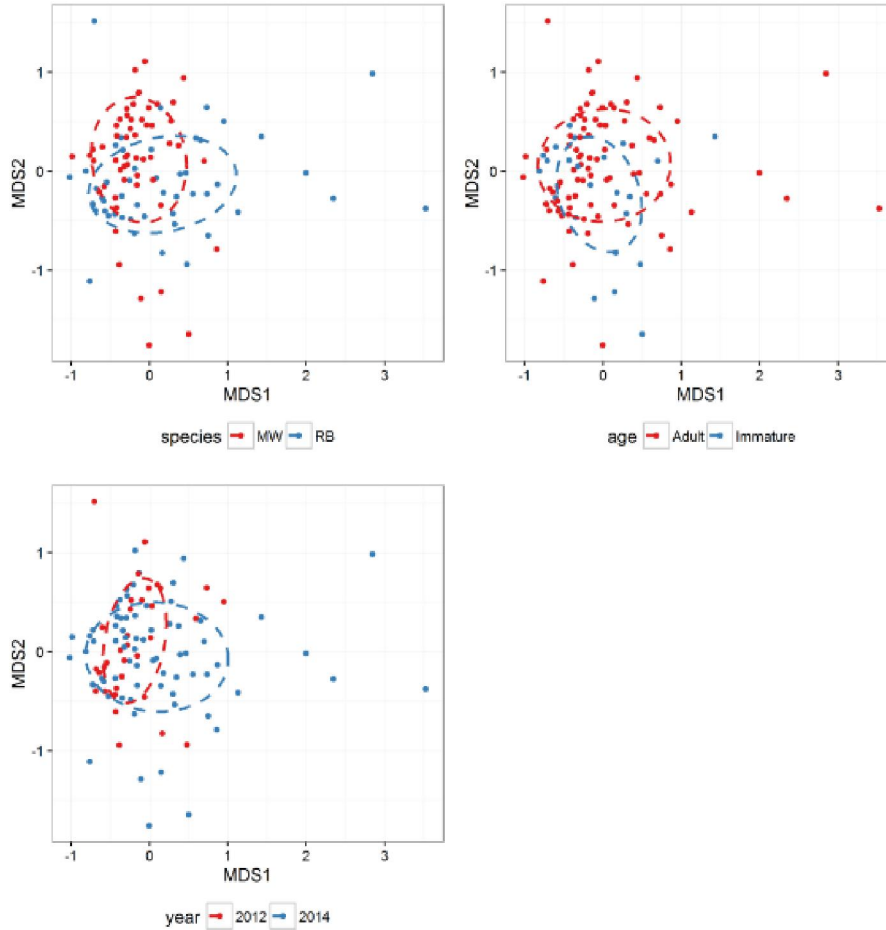 1
1
0
0
MDS2
MDS2
-1
-1
-1 0 1 2 3
-1 0 1 2 3
MDS1
MDS1
species MW RB
age Adult Immature
1
0
MDS2
-1
-1 0 1 2 3
MDS1
year 2012 2014